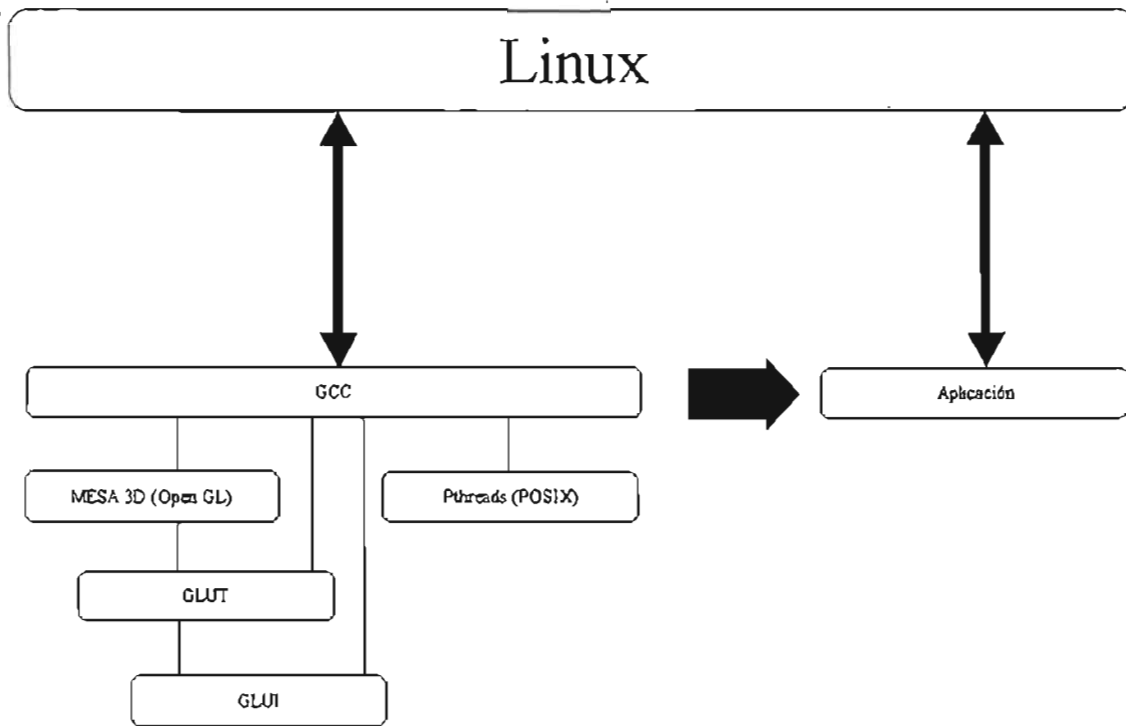 Linux
GCC
Aplicación
MESA 3D (Open GL)
Pthreads (POSIX)
GLUT
GLUI